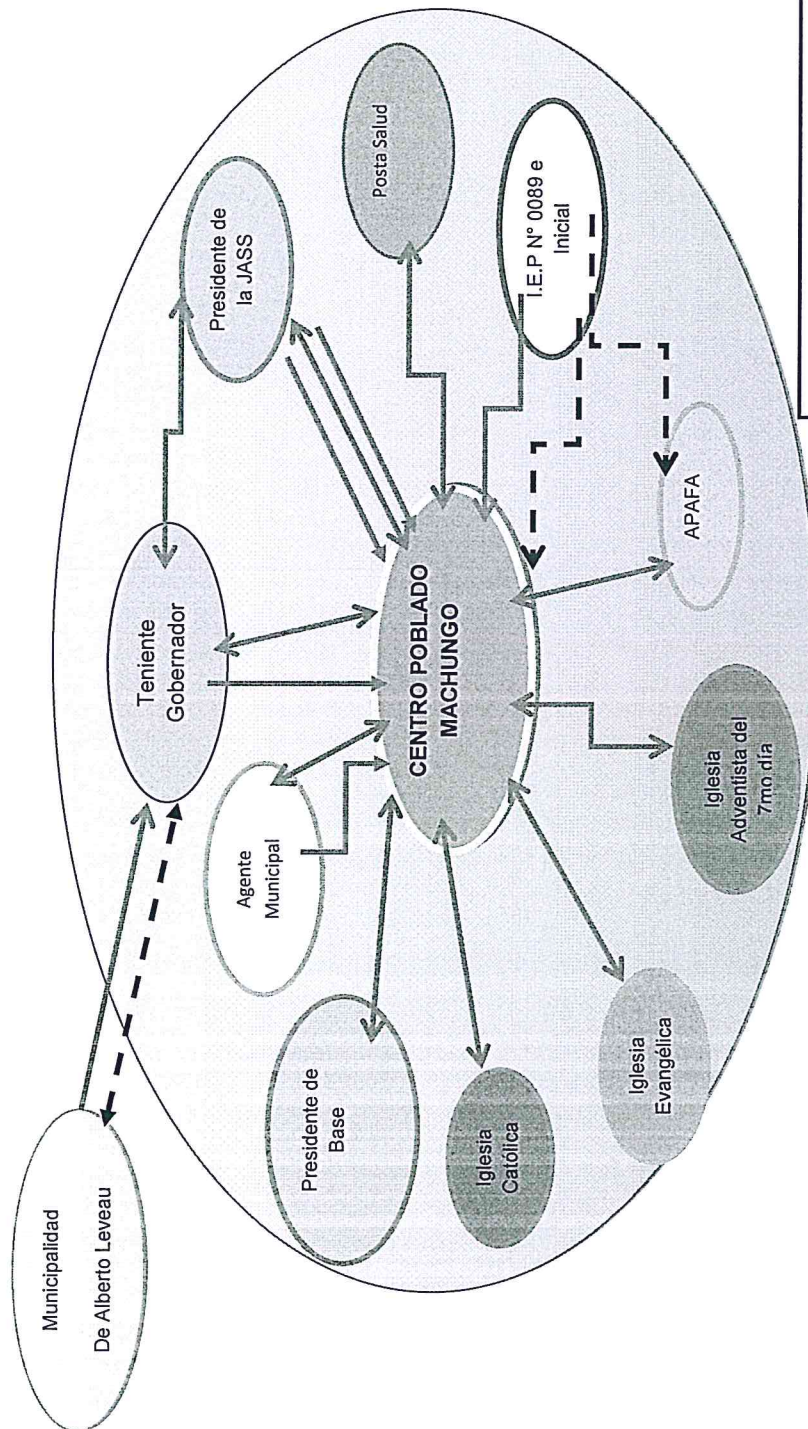 Municipalidad
De Alberto Leveau
Teniente
Gobernador
Presidente de
la JASS
Agente
Municipal
Posta Salud
Presidente de
Base
CENTRO POBLADO
MACHUNGO
I.E.P N° 0089 e
Inicial
Iglesia
Católica
Iglesia
Evangélica
Iglesia
Adventista del
7mo día
APAFA